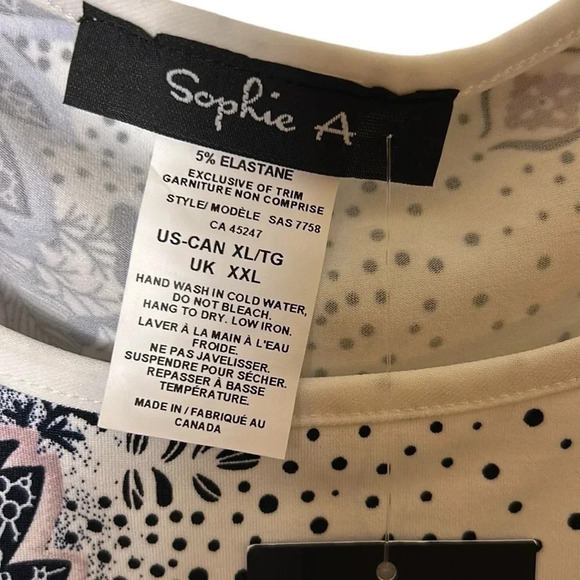 Sophie A
5% ELASTANE
EXCLUSIVE OF TRIM
GARNITURE NON COMPRISE
STYLE/ MODÈLE SAS 7758
CA 45247
US-CAN XL/TG
UK XXL
HAND WASH IN COLD WATER,
DO NOT BLEACH.
HANG TO DRY. LOW IRON.
LAVER À LA MAIN À L'EAU
FROIDE.
NE PAS JAVELISSER.
SUSPENDRE POUR SÉCHER.
REPASSER À BASSE
TEMPÉRATURE.
MADE IN / FABRIQUÉ AU
CANADA